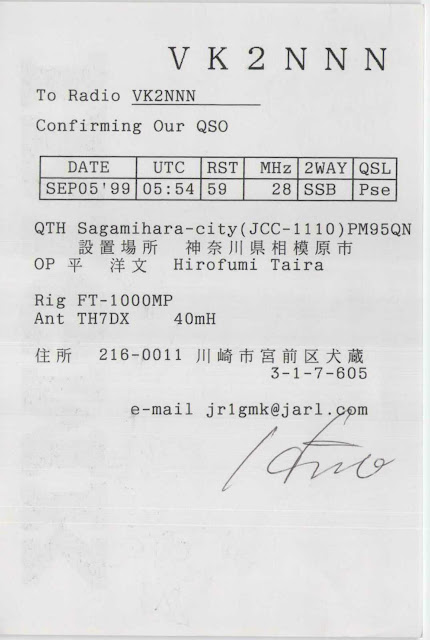 VK2NNN
To Radio VK2NNN
Confirming Our QSO
DATE UTC RST MHz 2WAY QSL
SEP05'99 05:54 59 28 SSB Pse
QTH Sagamihara-city(JCC-1110)PM95QN
設置場所 神奈川県相模原市
OP 平 洋文 Hirofumi Taira
Rig FT-1000MP
Ant TH7DX 40mH
住所 216-0011 川崎市宮前区犬蔵
3-1-7-605
e-mail jr1gmk@jarl.com